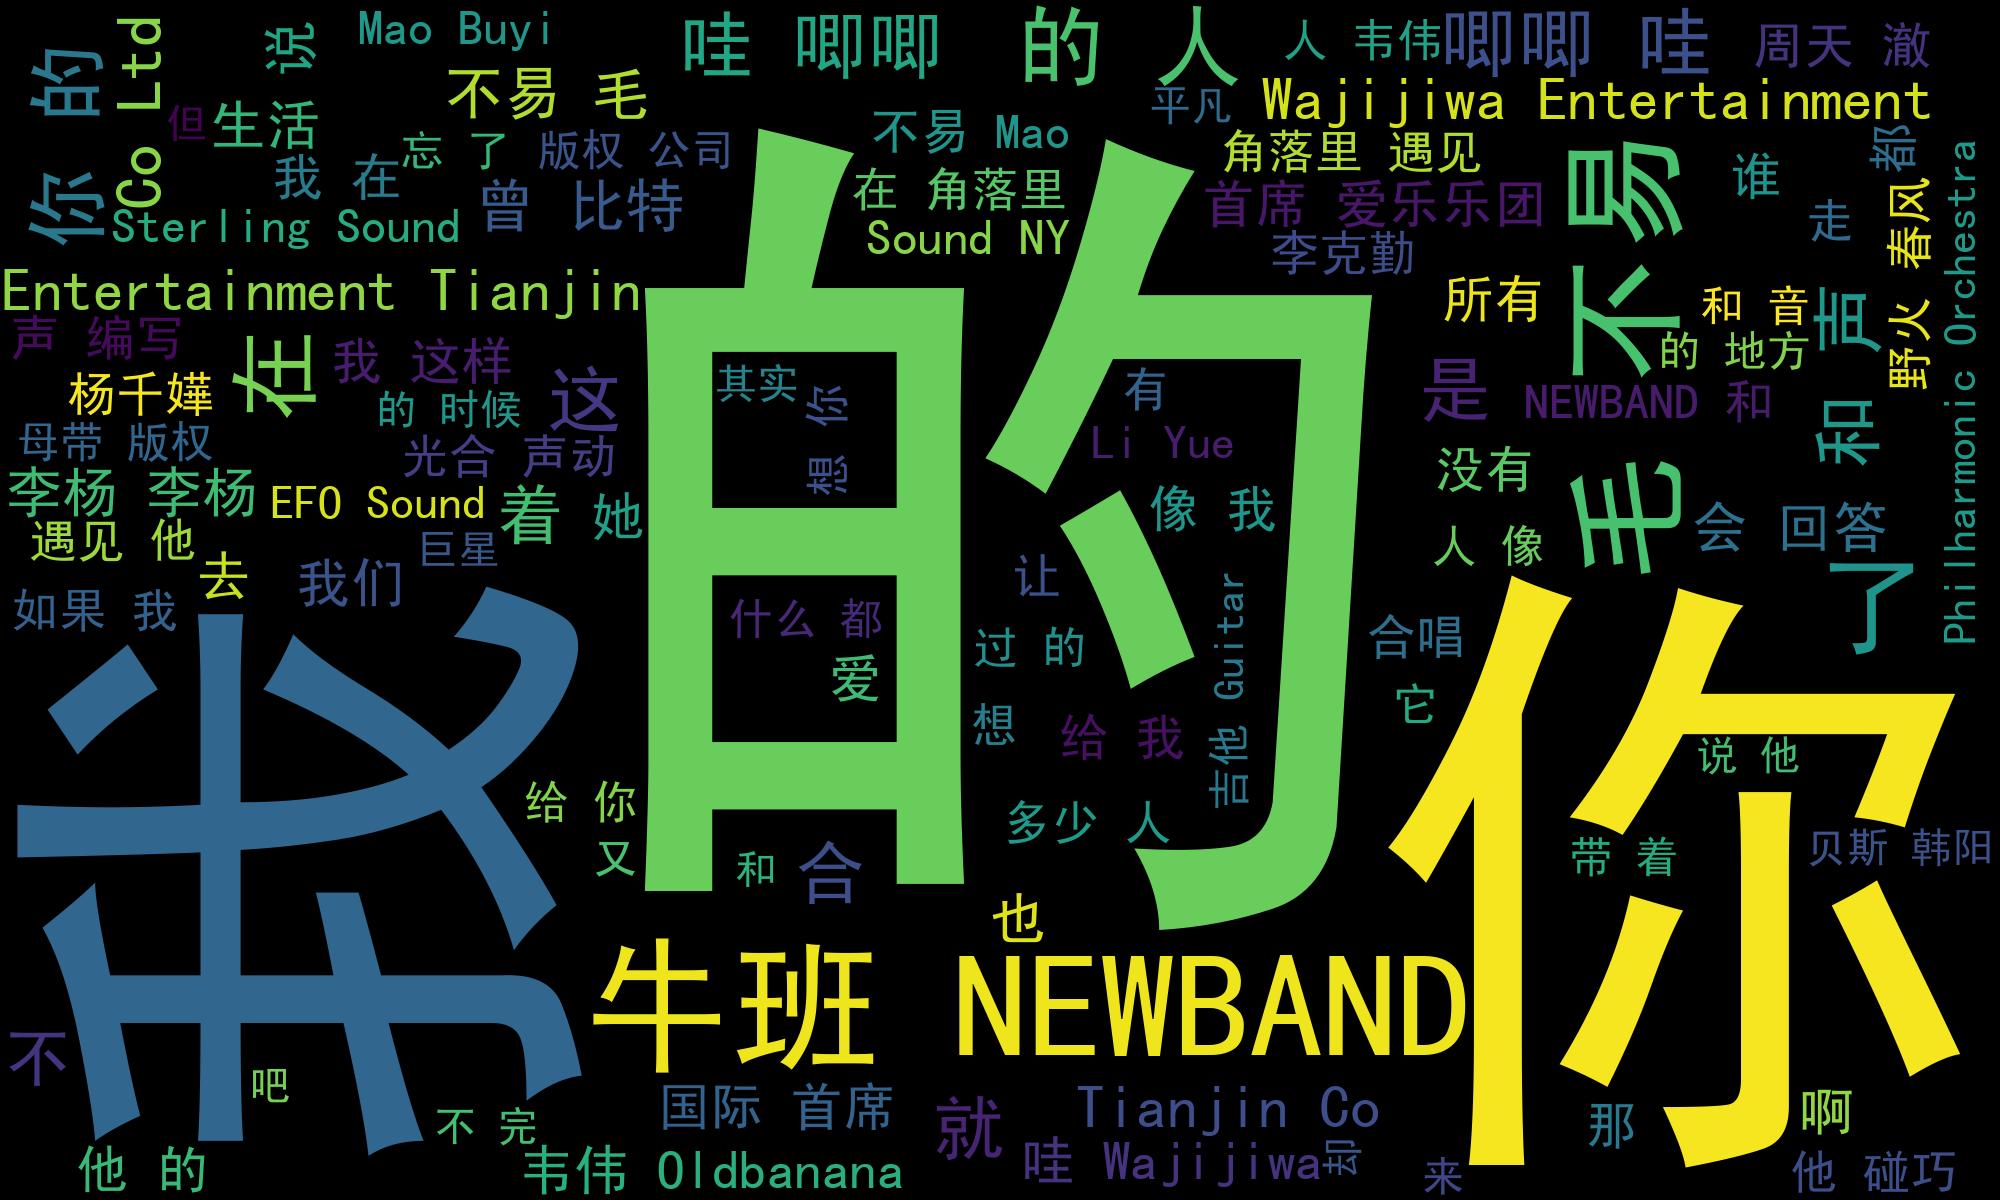 的
我
你
牛班 NEWBAND
Mao Buyi
哇 唧唧
的 人
人 韦伟
唧唧 哇
周天 澈
你 的
Co Ltd
说
不易 毛
Wajijiwa Entertainment
平凡
但
生活
忘 了
版权 公司
不易 Mao
角落里 遇见
毛 不易
谁
都
我 在
曾 比特
在 角落里
首席 爱乐乐团
走
野火 春风
Philharmonic Orchestra
Sterling Sound
Sound NY
李克勤
Entertainment Tianjin
所有
和 音
和 声
声 编写
在
我 这样
的 地方
杨千嬅
的 时候
这
其实
想 你
有
是
NEWBAND 和
母带 版权
光合 声动
Li Yue
没有
李杨 李杨
EFO Sound
着 她
像 我
会 回答
遇见 他
巨星
人 像
去
我们
让
了
如果 我
什么 都
过 的
吉他 Guitar
合唱
爱
它
想
给 我
说 他
给 你
多少 人
又
和
合
带 着
贝斯 韩阳
也
不
吧
国际 首席
就
Tianjin Co
那
啊
不 完
他 的
韦伟 Oldbanana
哇 Wajijiwa
却
来
他 碰巧